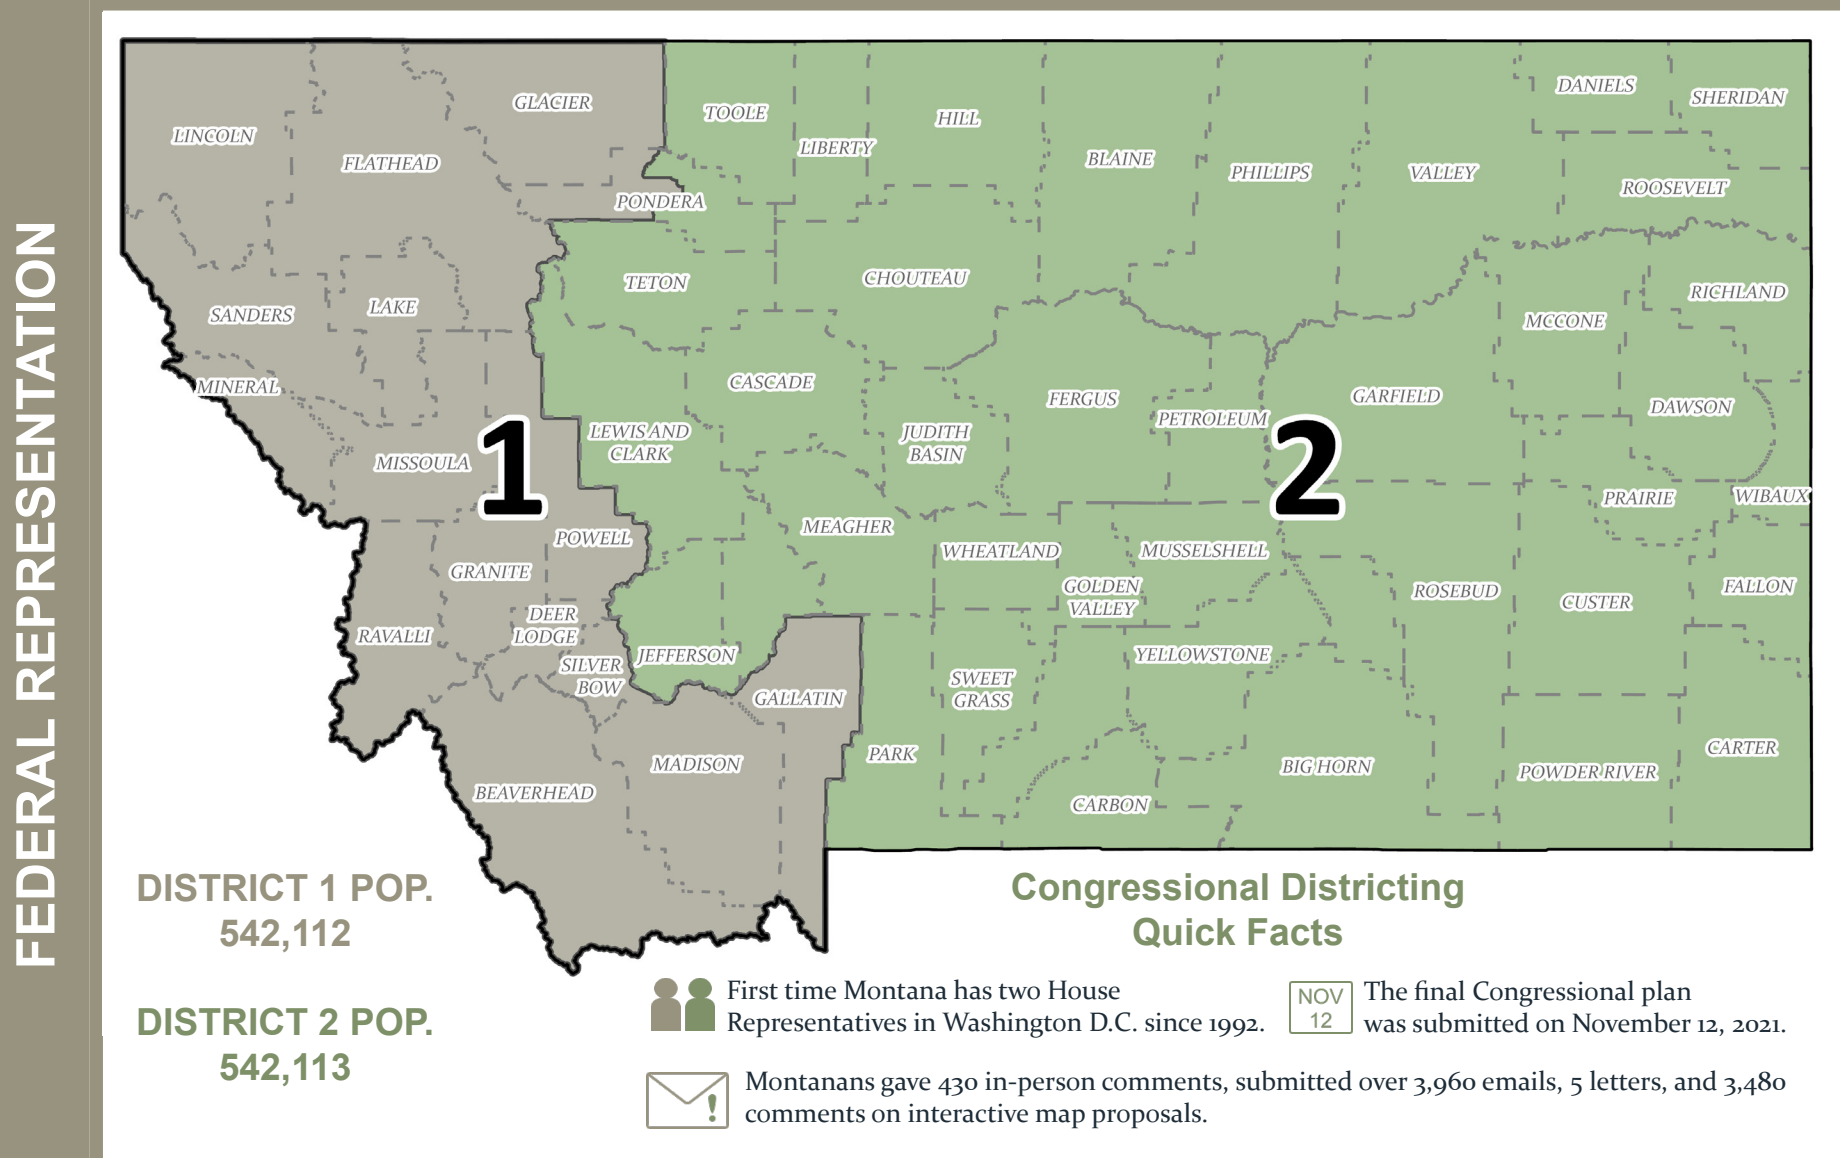 FEDERAL REPRESENTATION
LINCOLN
FLATHEAD
GLACIER
TOOLE
LIBERTY
HILL
BLAINE
PHILLIPS
VALLEY
DANIELS
SHERIDAN
ROOSEVELT
PONDERA
TETON
CHOUTEAU
SANDERS
LAKE
RICHLAND
MCCONE
MINERAL
CASCADE
FERGUS
PETROLEUM
GARFIELD
DAWSON
LEWIS AND
CLARK
JUDITH
BASIN
MISSOULA
1
2
PRAIRIE
WIBAUX
POWELL
MEAGHER
WHEATLAND
MUSSELSHELL
GRANITE
GOLDEN
VALLEY
ROSEBUD
CUSTER
FALLON
DEER
LODGE
RAVALLI
SILVER
BOW
JEFFERSON
GALLATIN
SWEET
GRASS
YELLOWSTONE
PARK
MADISON
BEAVERHEAD
CARBON
BIG HORN
POWDER RIVER
CARTER
DISTRICT 1 POP.
542,112
DISTRICT 2 POP.
542,113
Congressional Districting
Quick Facts
First time Montana has two House
Representatives in Washington D.C. since 1992.
NOV
12
The final Congressional plan
was submitted on November 12, 2021.
Montanans gave 430 in-person comments, submitted over 3,960 emails, 5 letters, and 3,480
comments on interactive map proposals.